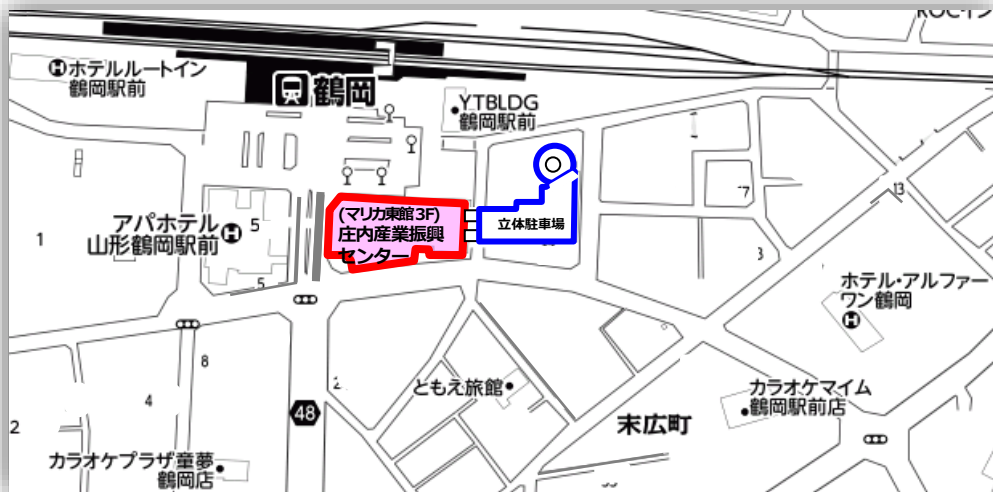 ホテルルートイン
鶴岡駅前
鶴岡
YTBLDG
鶴岡駅前
(マリカ東館3F)
庄内産業振興
センター
立体駐車場
アパホテル
山形鶴岡駅前
5
5
1
13
3
ホテル・アルファー
ワン鶴岡
8
4
2
2
48
ともえ旅館
末広町
カラオケマイム
鶴岡駅前店
カラオケプラザ童夢
鶴岡店